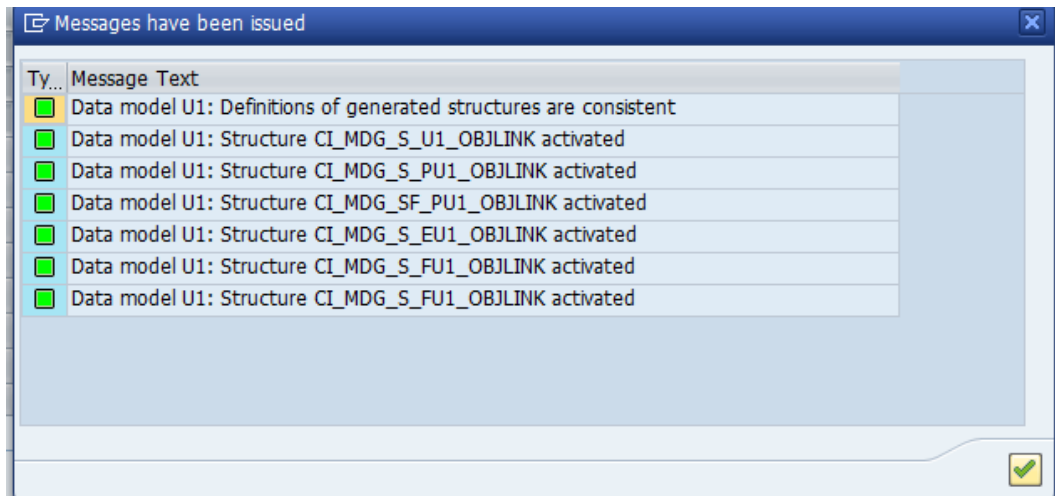 Messages have been issued
Ty... Message Text
Data model U1: Definitions of generated structures are consistent
Data model U1: Structure CI_MDG_S_U1_OBJLINK activated
Data model U1: Structure CI_MDG_S_PU1_OBJLINK activated
Data model U1: Structure CI_MDG_SF_PU1_OBJLINK activated
Data model U1: Structure CI_MDG_S_EU1_OBJLINK activated
Data model U1: Structure CI_MDG_S_FU1_OBJLINK activated
Data model U1: Structure CI_MDG_S_FU1_OBJLINK activated